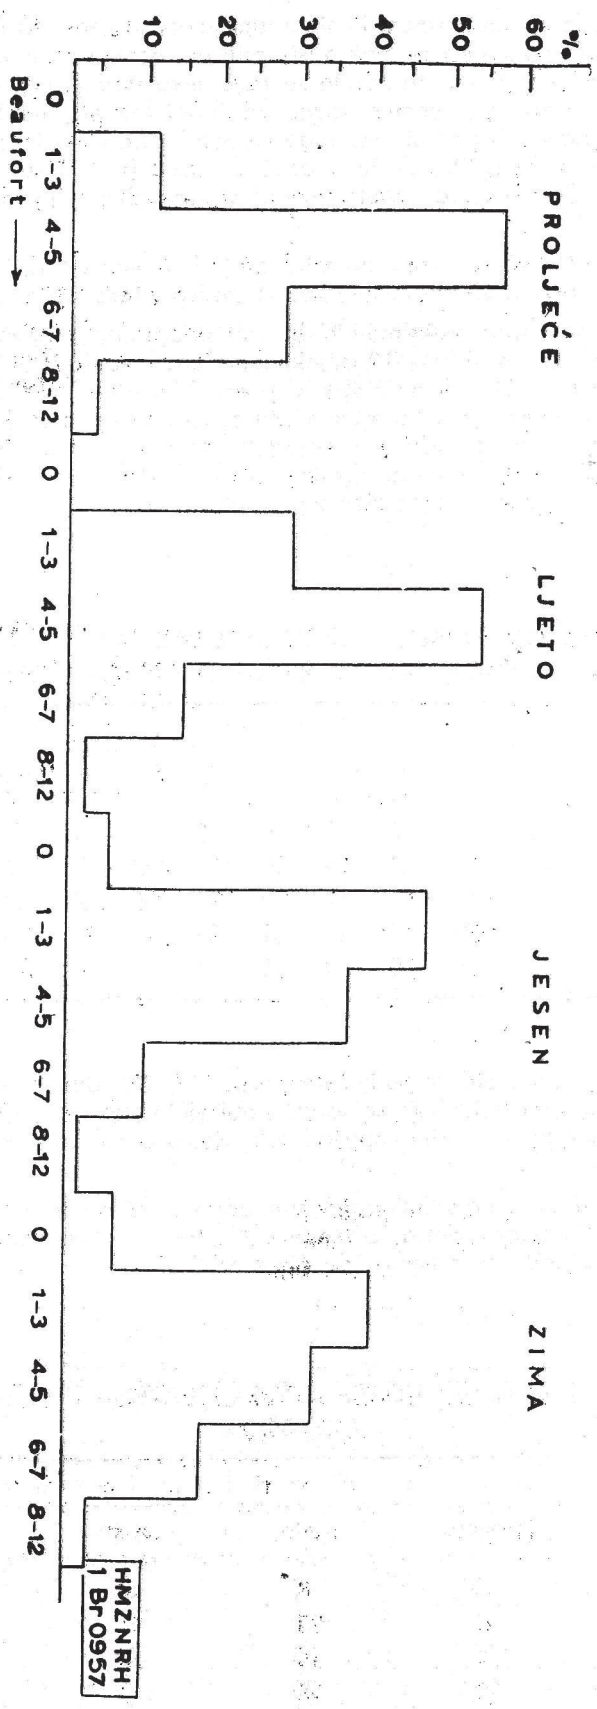 %
60
50
40
30
20
10
PROLJEĆE LJETO JESEN ZIMA
0 1-3 4-5 6-7 8-12 0 1-3 4-5 6-7 8-12 0 1-3 4-5 6-7 8-12 0 1-3 4-5 6-7 8-12
Beaufort →
HMZNRH
1 Br 0957